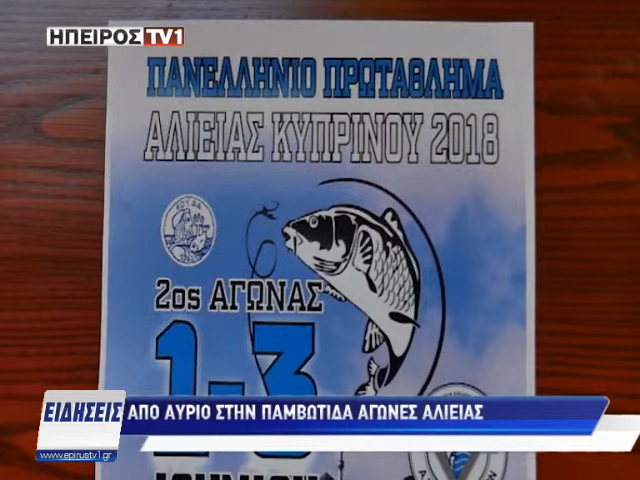 ΗΠΕΙΡΟΣ TV1
ΠΑΝΕΛΛΗΝΙΟ ΠΡΩΤΑΘΛΗΜΑ
ΑΛΙΕΙΑΣ ΚΥΠΡΙΝΟΥ 2018
2ος ΑΓΩΝΑΣ
1-3
ΕΙΔΗΣΕΙΣ
ΑΠΟ ΑΥΡΙΟ ΣΤΗΝ ΠΑΜΒΩΤΙΔΑ ΑΓΩΝΕΣ ΑΛΙΕΙΑΣ
www.epirustv1.gr